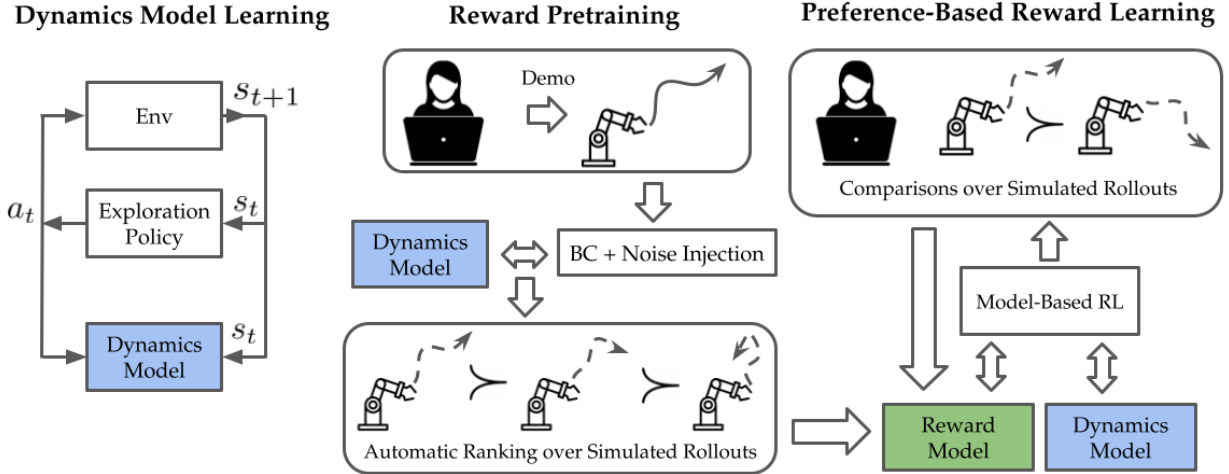 Dynamics Model Learning
s_{t+1}
Env
a_t
Exploration
Policy
s_t
Dynamics
Model
s_t
Reward Pretraining
Demo
Dynamics
Model
BC + Noise Injection
Automatic Ranking over Simulated Rollouts
Preference-Based Reward Learning
Comparisons over Simulated Rollouts
Model-Based RL
Reward
Model
Dynamics
Model